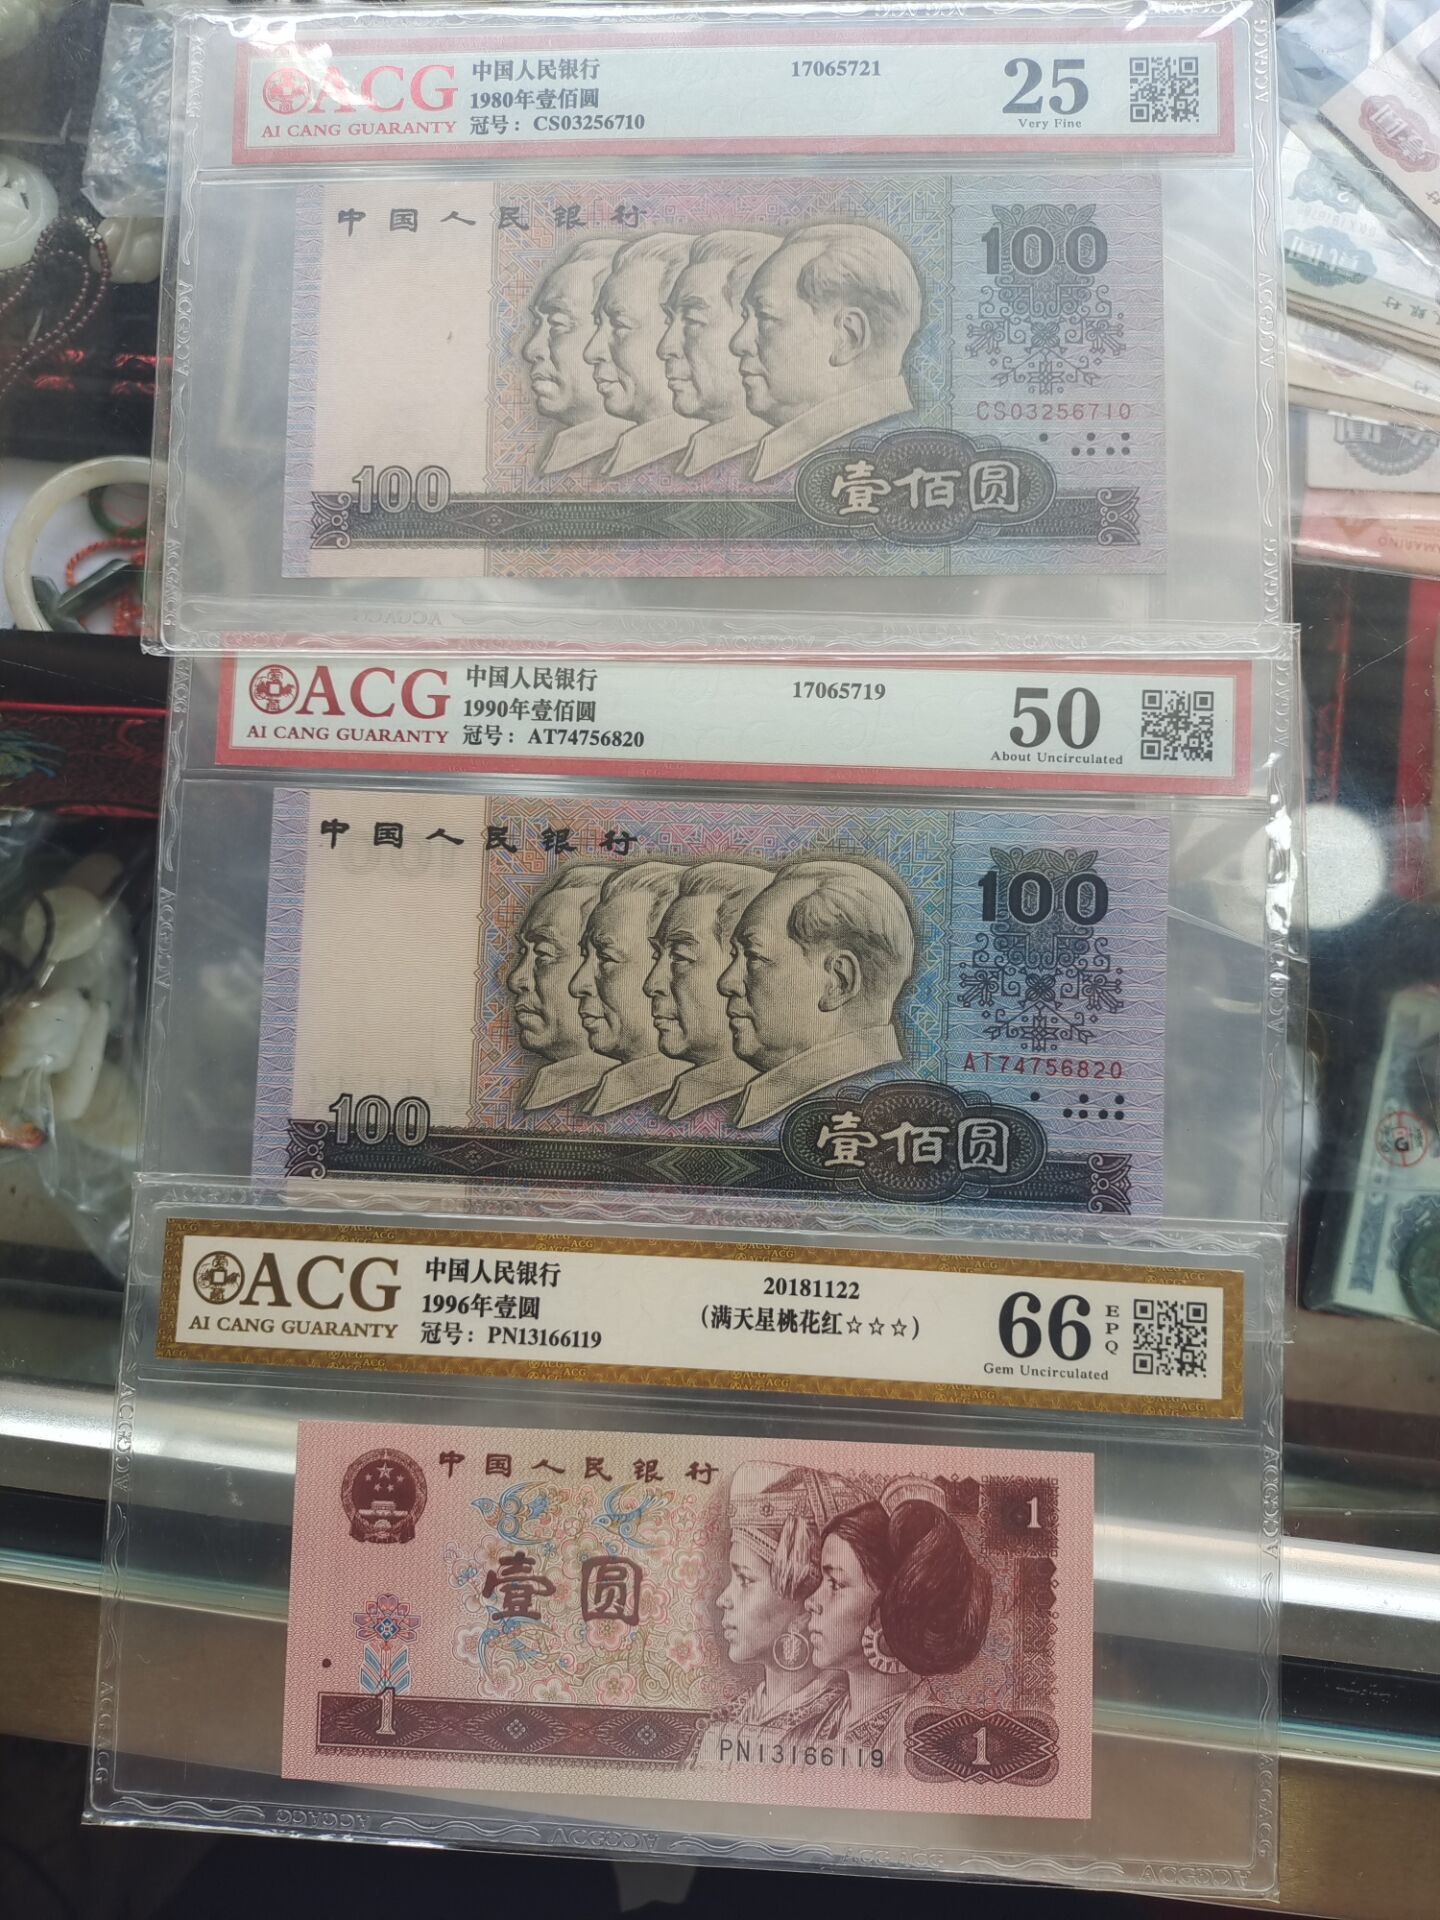 ACG
AI CANG GUARANTY
中国人民银行
1980年壹佰圆
冠号: CS03256710
17065721
25
Very Fine
中国人民银行
100
CS03256710
100
壹佰圆
ACG
AI CANG GUARANTY
中国人民银行
1990年壹佰圆
冠号: AT74756820
17065719
50
About Uncirculated
中国人民银行
100
AT74756820
100
壹佰圆
ACG
AI CANG GUARANTY
中国人民银行
1996年壹圆
冠号: PN13166119
20181122
(满天星桃花红☆☆☆)
66
EPQ
Gem Uncirculated
中国人民银行
1
壹圆
1
PN13166119
1